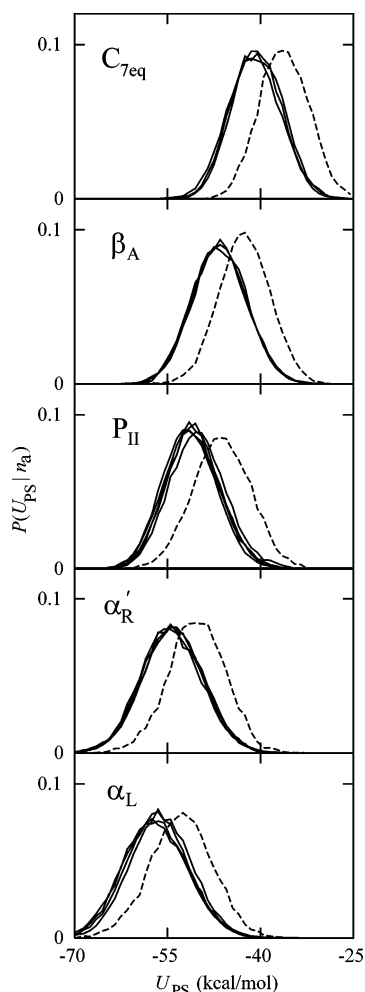 0.1
C7eq
0
0.1
βA
0
0.1
PII
0
P(UPS | na)
0.1
αR′
0
0.1
αL
0
-70 -55 -40 -25
UPS (kcal/mol)